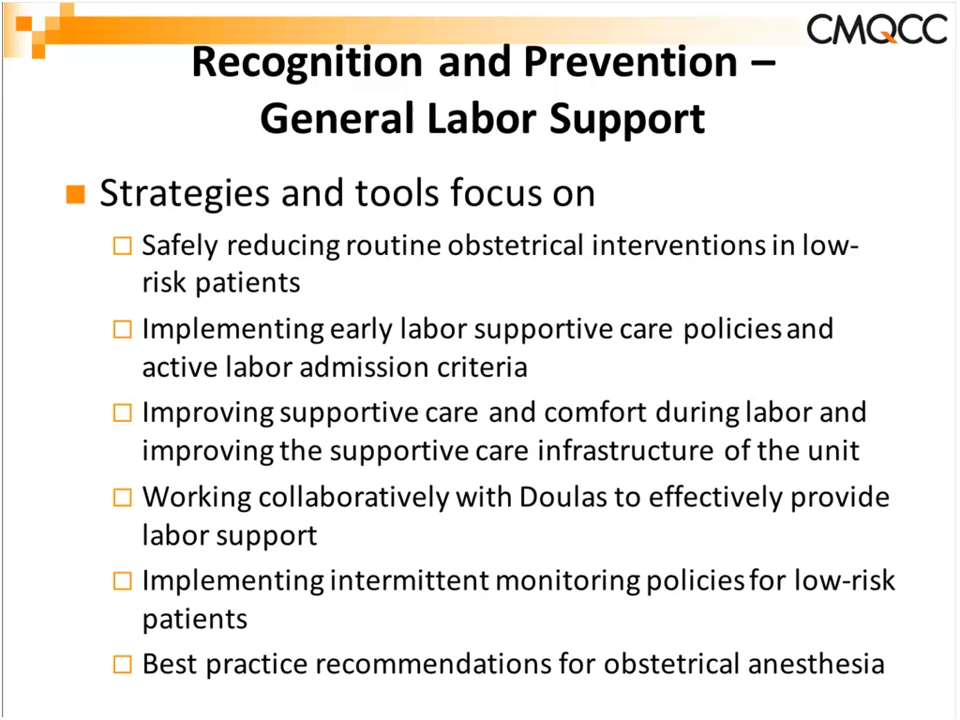 CMQCC
Recognition and Prevention –
General Labor Support
Strategies and tools focus on
Safely reducing routine obstetrical interventions in low-
risk patients
Implementing early labor supportive care policies and
active labor admission criteria
Improving supportive care and comfort during labor and
improving the supportive care infrastructure of the unit
Working collaboratively with Doulas to effectively provide
labor support
Implementing intermittent monitoring policies for low-risk
patients
Best practice recommendations for obstetrical anesthesia